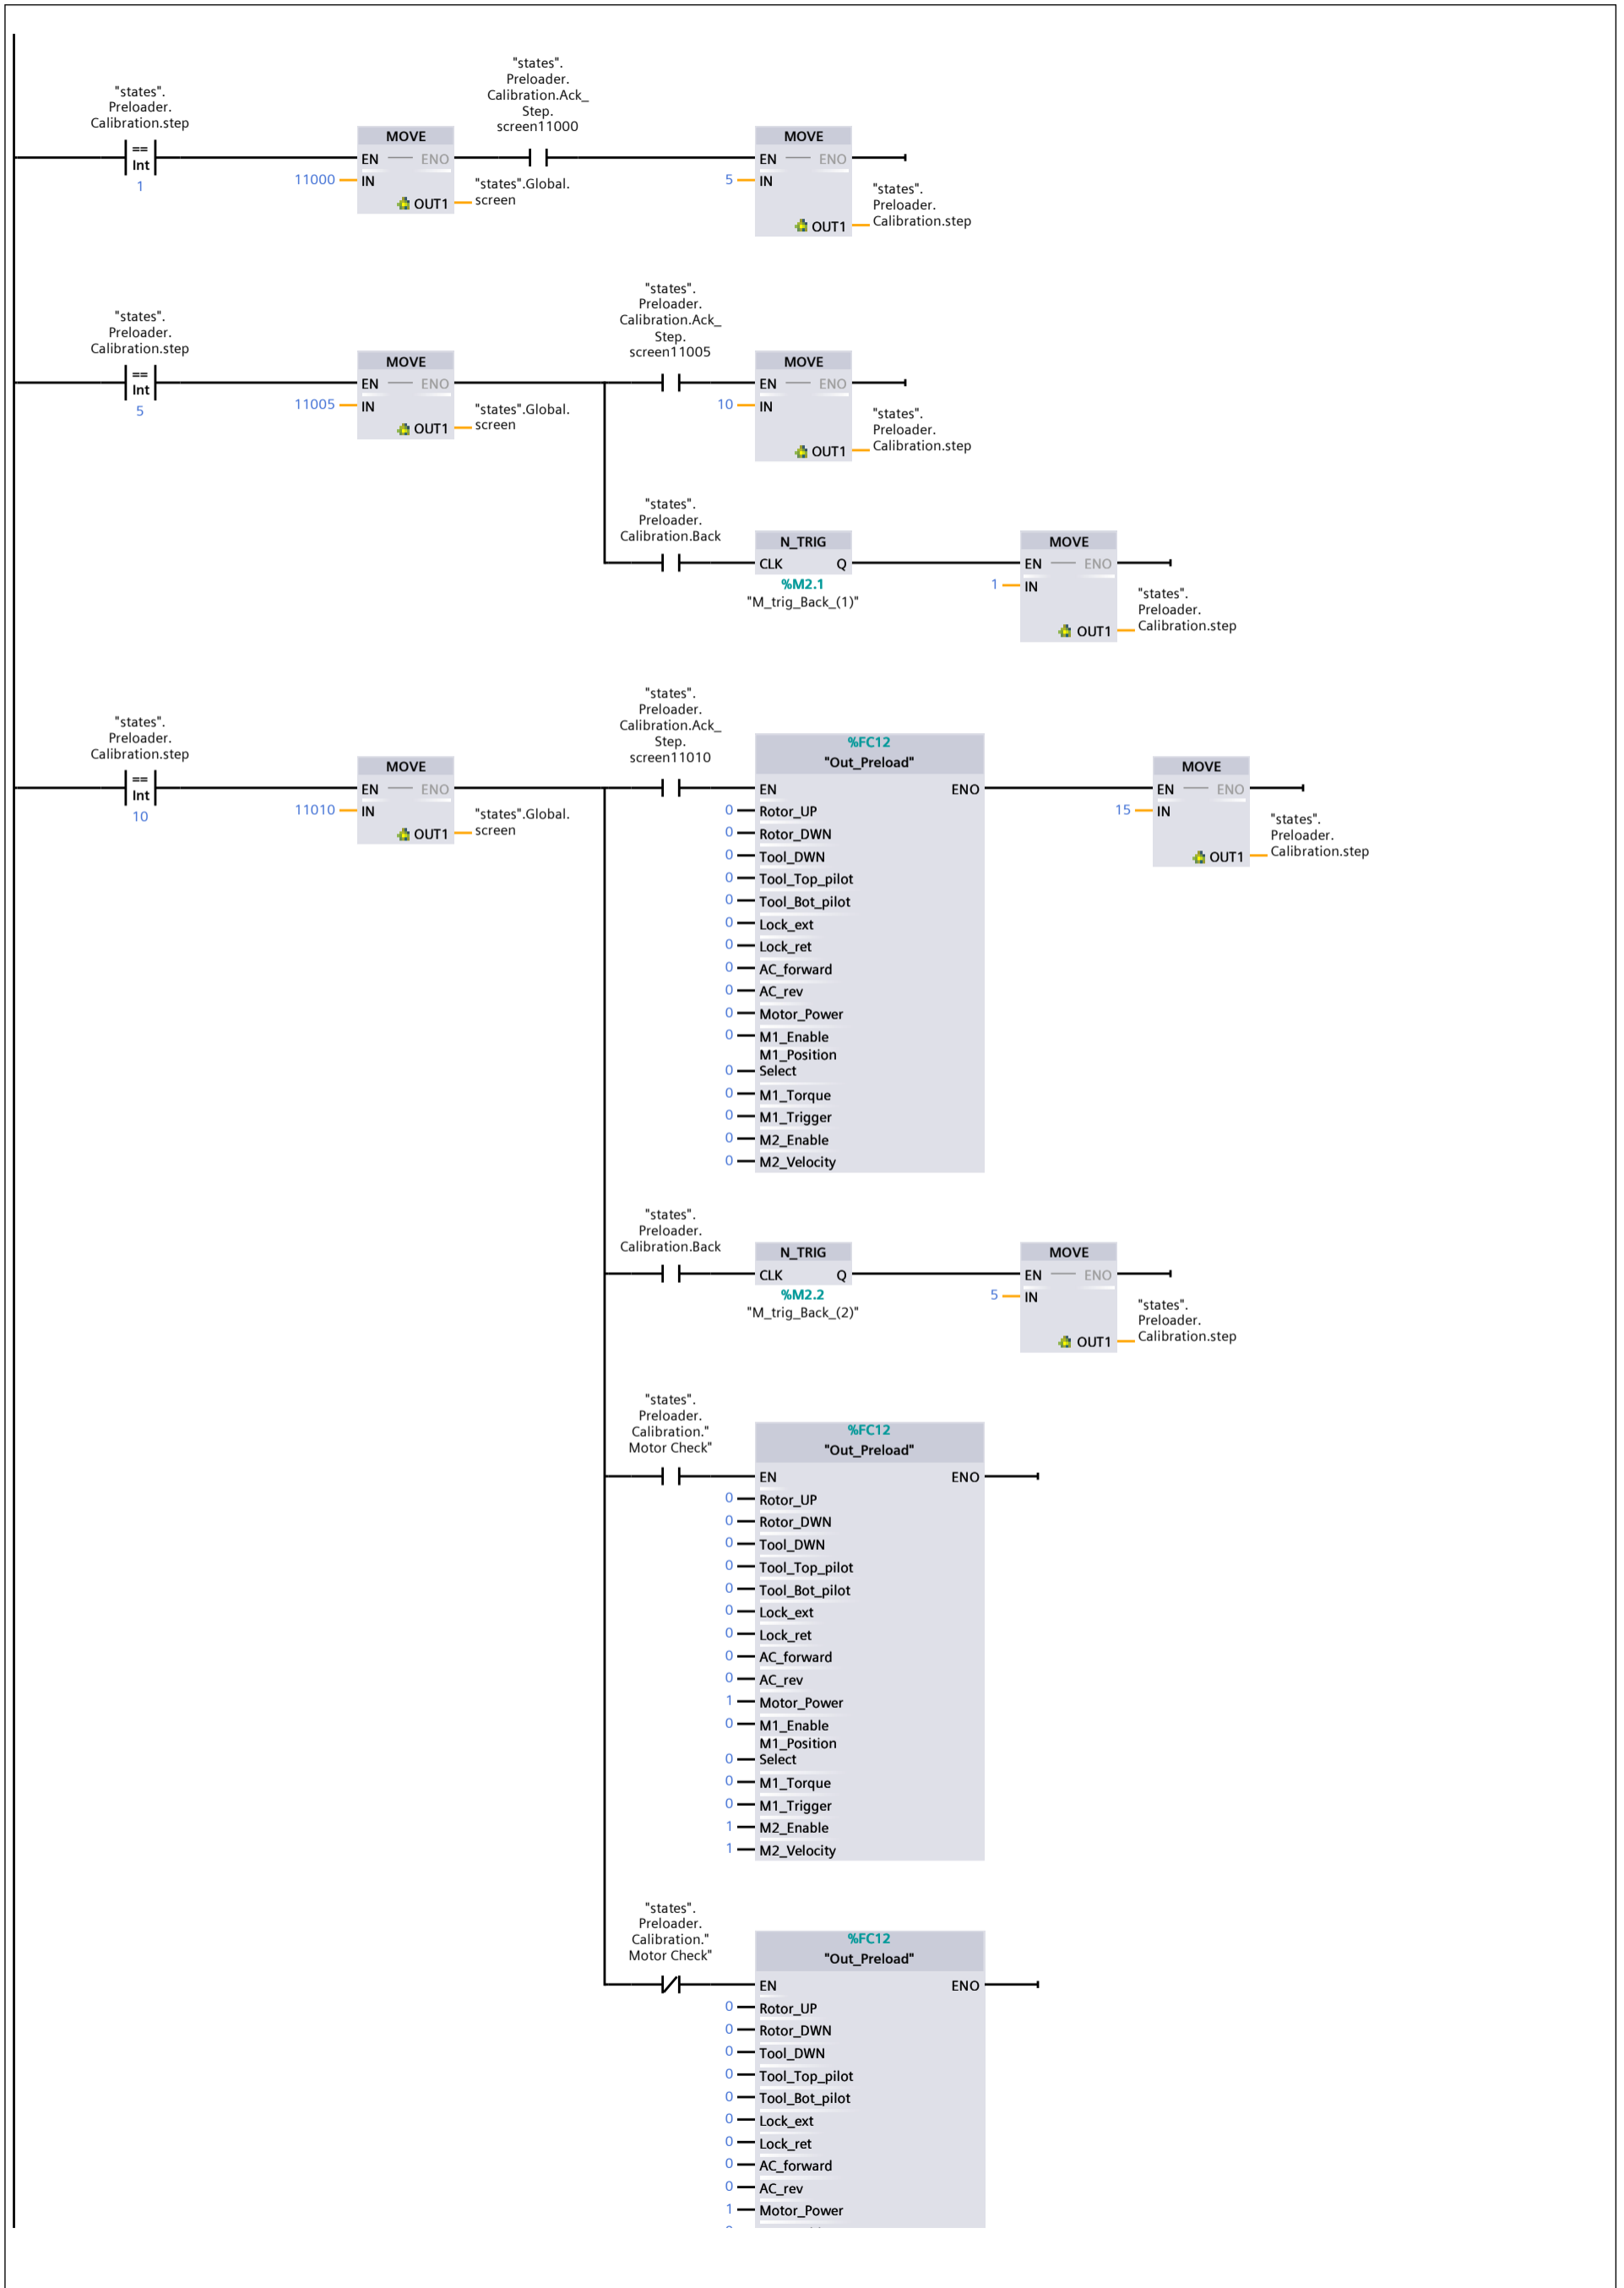 "states".
Preloader.
Calibration.step
==
Int
1
MOVE
EN
ENO
11000
IN
OUT1
"states".Global.
screen
"states".
Preloader.
Calibration.Ack_
Step.
screen11000
MOVE
EN
ENO
5
IN
OUT1
"states".
Preloader.
Calibration.step
"states".
Preloader.
Calibration.step
==
Int
5
MOVE
EN
ENO
11005
IN
OUT1
"states".Global.
screen
"states".
Preloader.
Calibration.Ack_
Step.
screen11005
MOVE
EN
ENO
10
IN
OUT1
"states".
Preloader.
Calibration.step
"states".
Preloader.
Calibration.Back
N_TRIG
CLK
Q
%M2.1
"M_trig_Back_(1)"
MOVE
EN
ENO
1
IN
OUT1
"states".
Preloader.
Calibration.step
"states".
Preloader.
Calibration.step
==
Int
10
MOVE
EN
ENO
11010
IN
OUT1
"states".Global.
screen
"states".
Preloader.
Calibration.Ack_
Step.
screen11010
%FC12
"Out_Preload"
EN
ENO
0 Rotor_UP
0 Rotor_DWN
0 Tool_DWN
0 Tool_Top_pilot
0 Tool_Bot_pilot
0 Lock_ext
0 Lock_ret
0 AC_forward
0 AC_rev
0 Motor_Power
0 M1_Enable
M1_Position
0 Select
0 M1_Torque
0 M1_Trigger
0 M2_Enable
0 M2_Velocity
MOVE
EN
ENO
15
IN
OUT1
"states".
Preloader.
Calibration.step
"states".
Preloader.
Calibration.Back
N_TRIG
CLK
Q
%M2.2
"M_trig_Back_(2)"
MOVE
EN
ENO
5
IN
OUT1
"states".
Preloader.
Calibration.step
"states".
Preloader.
Calibration."
Motor Check"
%FC12
"Out_Preload"
EN
ENO
0 Rotor_UP
0 Rotor_DWN
0 Tool_DWN
0 Tool_Top_pilot
0 Tool_Bot_pilot
0 Lock_ext
0 Lock_ret
0 AC_forward
0 AC_rev
1 Motor_Power
0 M1_Enable
M1_Position
0 Select
0 M1_Torque
0 M1_Trigger
1 M2_Enable
1 M2_Velocity
"states".
Preloader.
Calibration."
Motor Check"
%FC12
"Out_Preload"
EN
ENO
0 Rotor_UP
0 Rotor_DWN
0 Tool_DWN
0 Tool_Top_pilot
0 Tool_Bot_pilot
0 Lock_ext
0 Lock_ret
0 AC_forward
0 AC_rev
1 Motor_Power